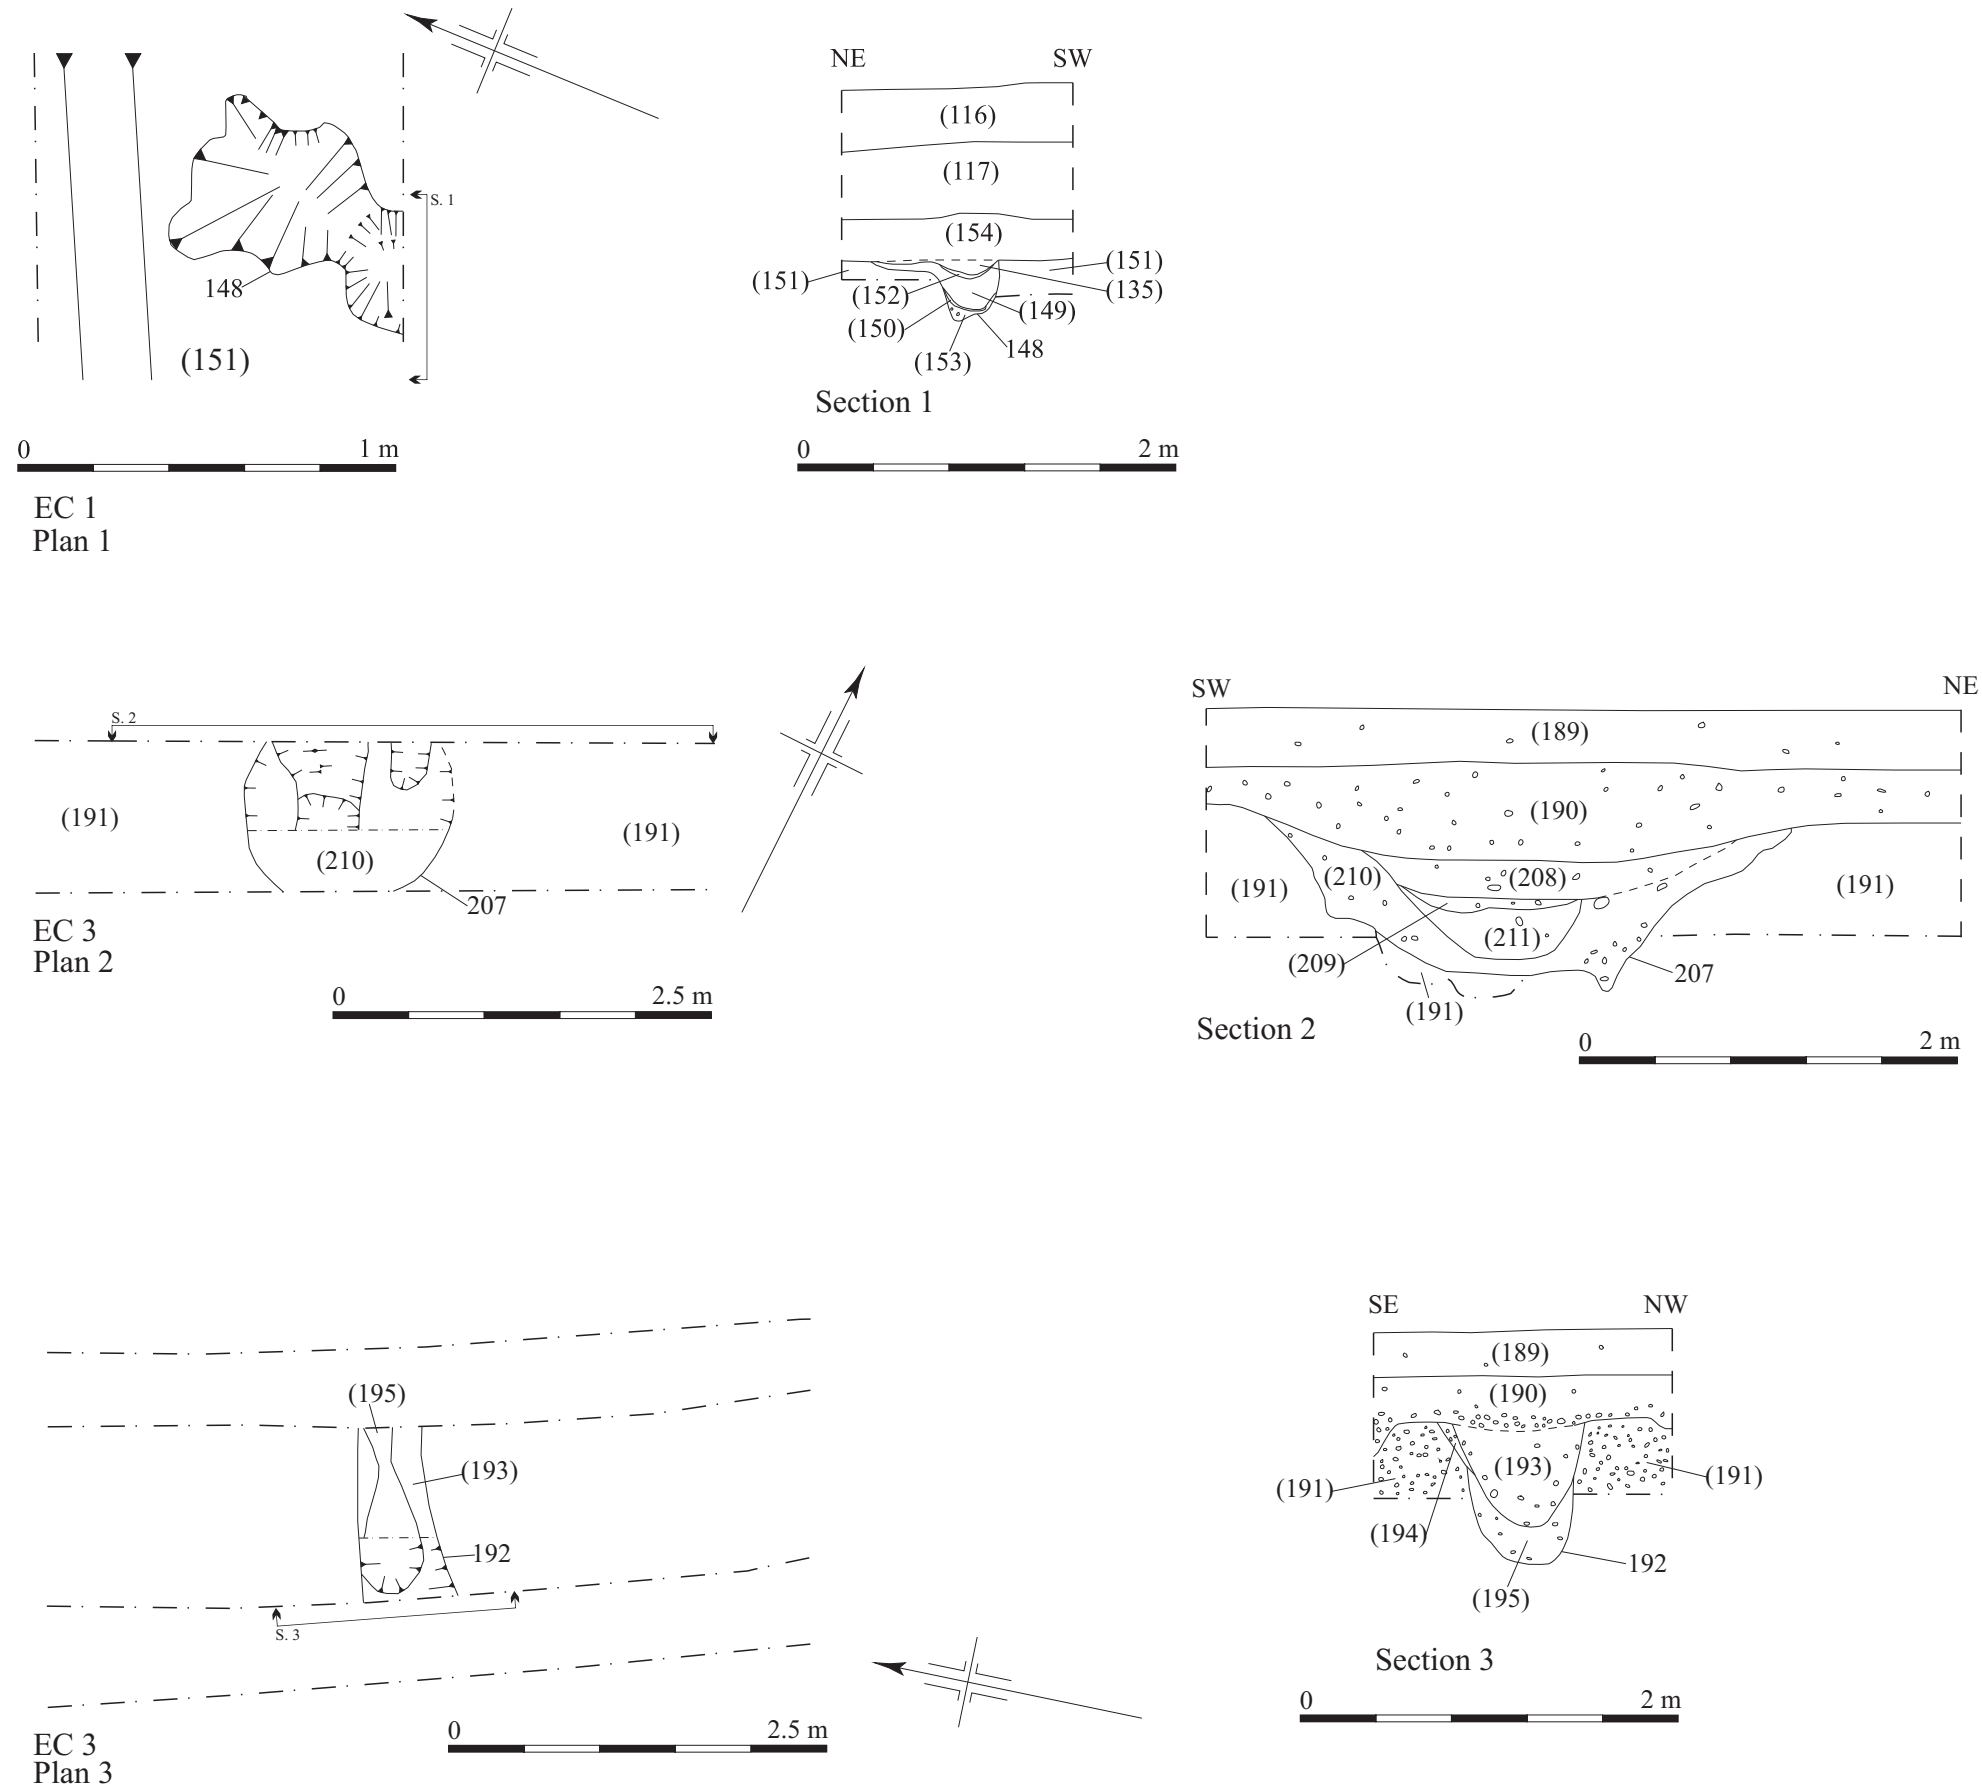 S. 1
148
(151)
0 1 m
EC 1
Plan 1
NE SW
(116)
(117)
(154)
(151) (151)
(152) (135)
(150) (149)
(153) 148
Section 1
0 2 m
S. 2
(191) (191)
(210)
207
EC 3
Plan 2
0 2.5 m
SW NE
(189)
(190)
(191) (210) (208) (191)
(211)
(209) 207
(191)
Section 2
0 2 m
(195)
(193)
192
S. 3
EC 3
Plan 3
0 2.5 m
SE NW
(189)
(190)
(193)
(191) (191)
(194)
192
(195)
Section 3
0 2 m